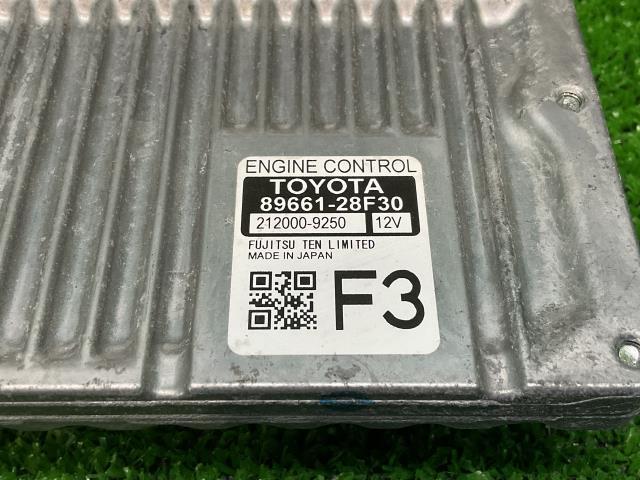 ENGINE CONTROL
TOYOTA
89661-28F30
212000-9250 12V
FUJITSU TEN LIMITED
MADE IN JAPAN
F3